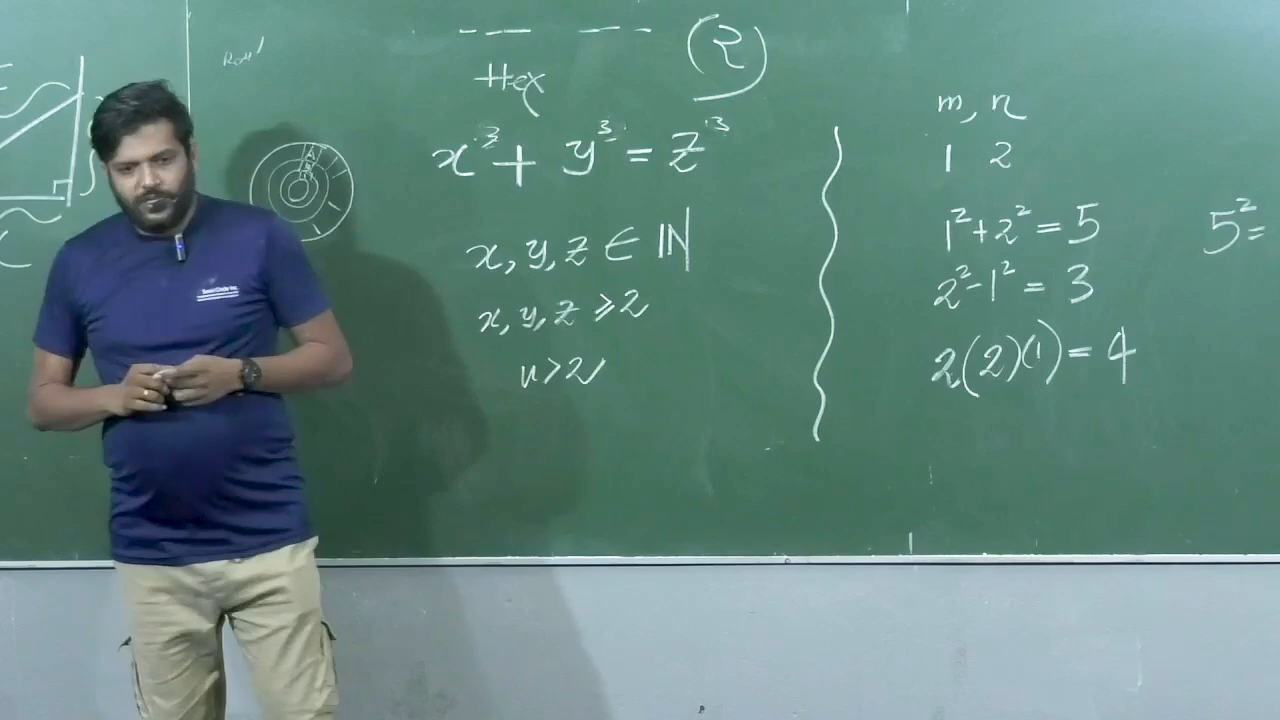 (2)
Hex
x³ + y³ = z³
x, y, z ∈ ℕ
x, y, z ⩾ 2
n > 2
m, n
1 2
1² + 2² = 5
2² - 1² = 3
2(2)(1) = 4
5² =